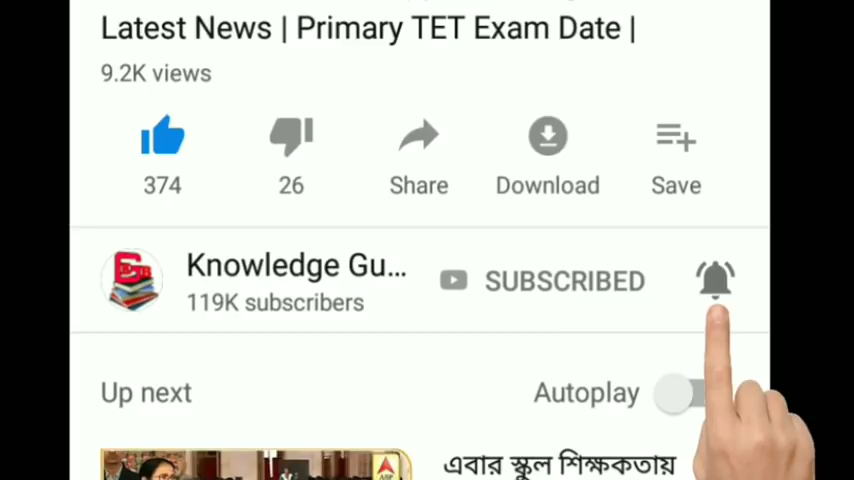 Latest News | Primary TET Exam Date |
9.2K views
374
26
Share
Download
Save
Knowledge Gu...
119K subscribers
SUBSCRIBED
Up next
Autoplay
এবার স্কুল শিক্ষকতায়